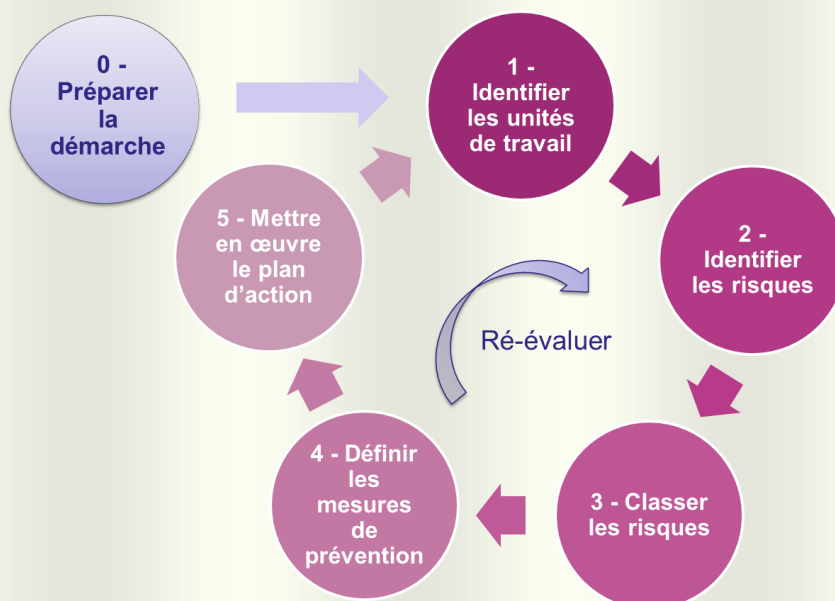 0 -
Préparer
la
démarche
1 -
Identifier
les unités
de travail
2 -
Identifier
les risques
3 - Classer
les risques
4 - Définir
les
mesures
de
prévention
5 - Mettre
en œuvre
le plan
d’action
Ré-évaluer